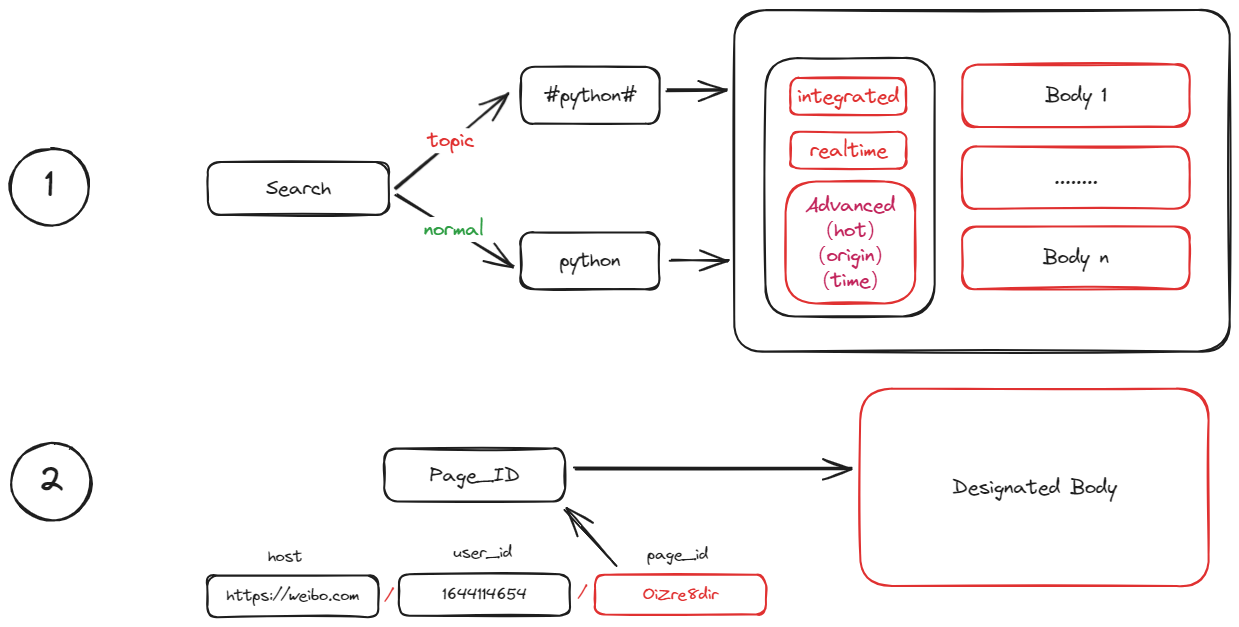 1
Search
topic
normal
#python#
python
integrated
realtime
Advanced
(hot)
(origin)
(time)
Body 1
........
Body n
2
Page_ID
Designated Body
host
user_id
page_id
https://weibo.com / 1644114654 / OiZre8dir